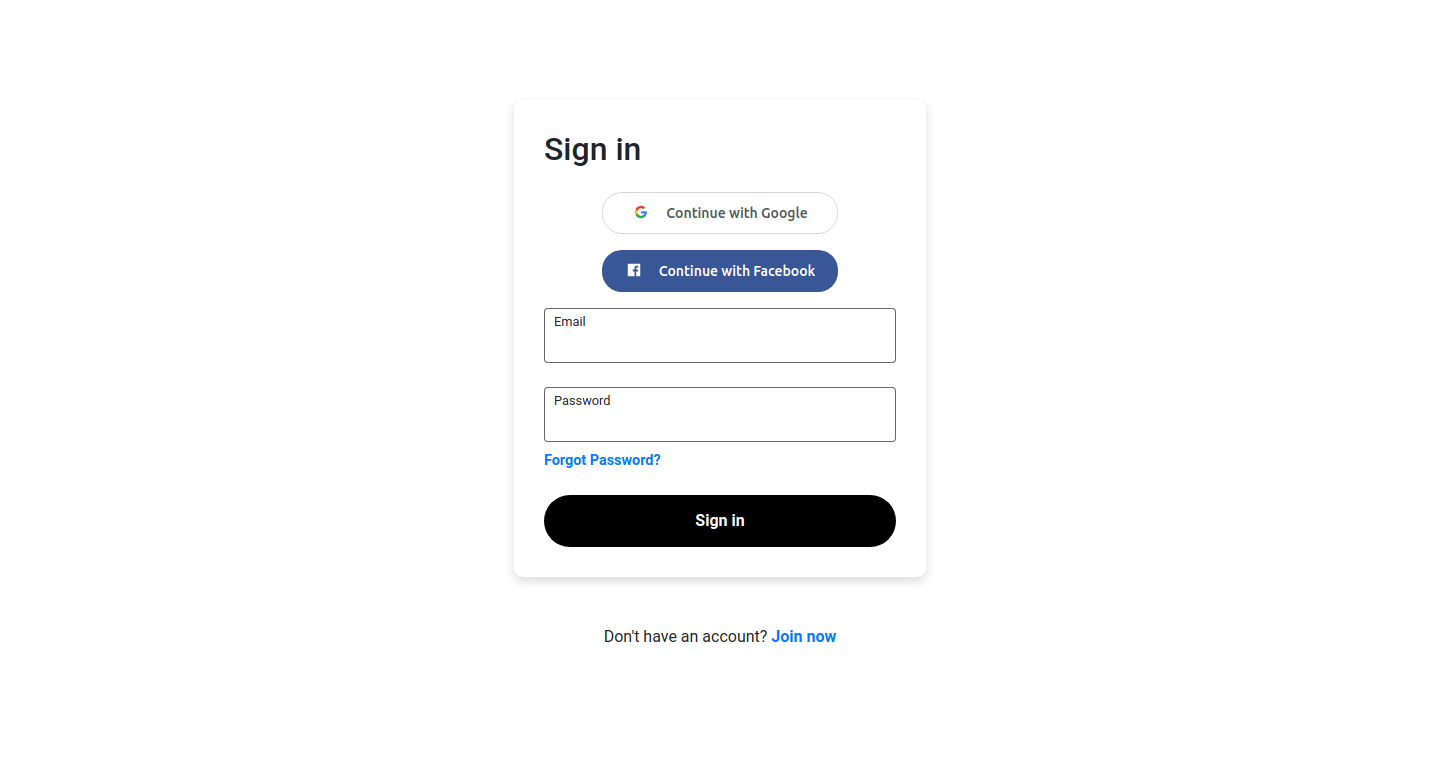 Sign in
Continue with Google
Continue with Facebook
Email
Password
Forgot Password?
Sign in
Don't have an account? Join now